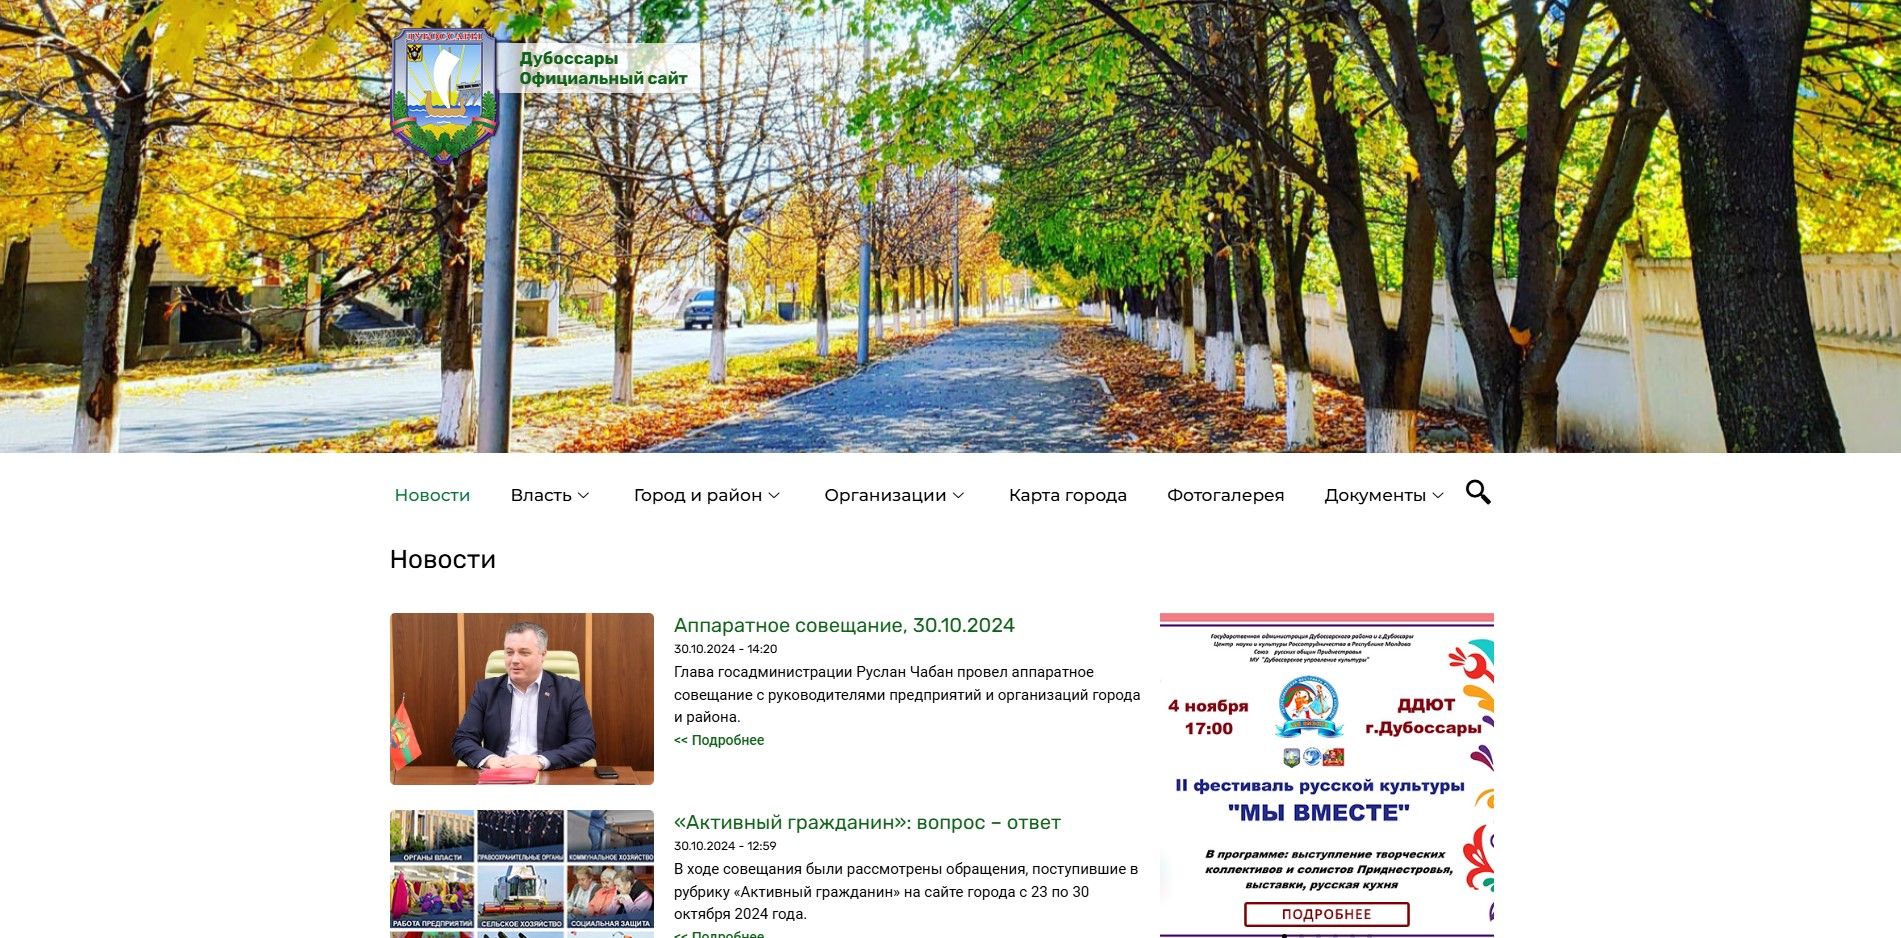 ДУБОССАРЫ
Дубоссары
Официальный сайт
Новости
Власть
Город и район
Организации
Карта города
Фотогалерея
Документы
Новости
Аппаратное совещание, 30.10.2024
30.10.2024 - 14:20
Глава госадминистрации Руслан Чабан провел аппаратное
совещание с руководителями предприятий и организаций города
и района.
<< Подробнее
ОРГАНЫ ВЛАСТИ
ПРАВООХРАНИТЕЛЬНЫЕ ОРГАНЫ
КОММУНАЛЬНОЕ ХОЗЯЙСТВО
РАБОТА ПРЕДПРИЯТИЙ
СЕЛЬСКОЕ ХОЗЯЙСТВО
СОЦИАЛЬНАЯ ЗАЩИТА
«Активный гражданин»: вопрос – ответ
30.10.2024 - 12:59
В ходе совещания были рассмотрены обращения, поступившие в
рубрику «Активный гражданин» на сайте города с 23 по 30
октября 2024 года.
<< Подробнее
Государственная администрация Дубоссарского района и г.Дубоссары
Центр науки и культуры Россотрудничества в Республике Молдова
Союз русских общин Приднестровья
МУ "Дубоссарское управление культуры"
4 ноября
17:00
ДДЮТ
г.Дубоссары
II фестиваль русской культуры
"МЫ ВМЕСТЕ"
В программе: выступление творческих
коллективов и солистов Приднестровья,
выставки, русская кухня
ПОДРОБНЕЕ